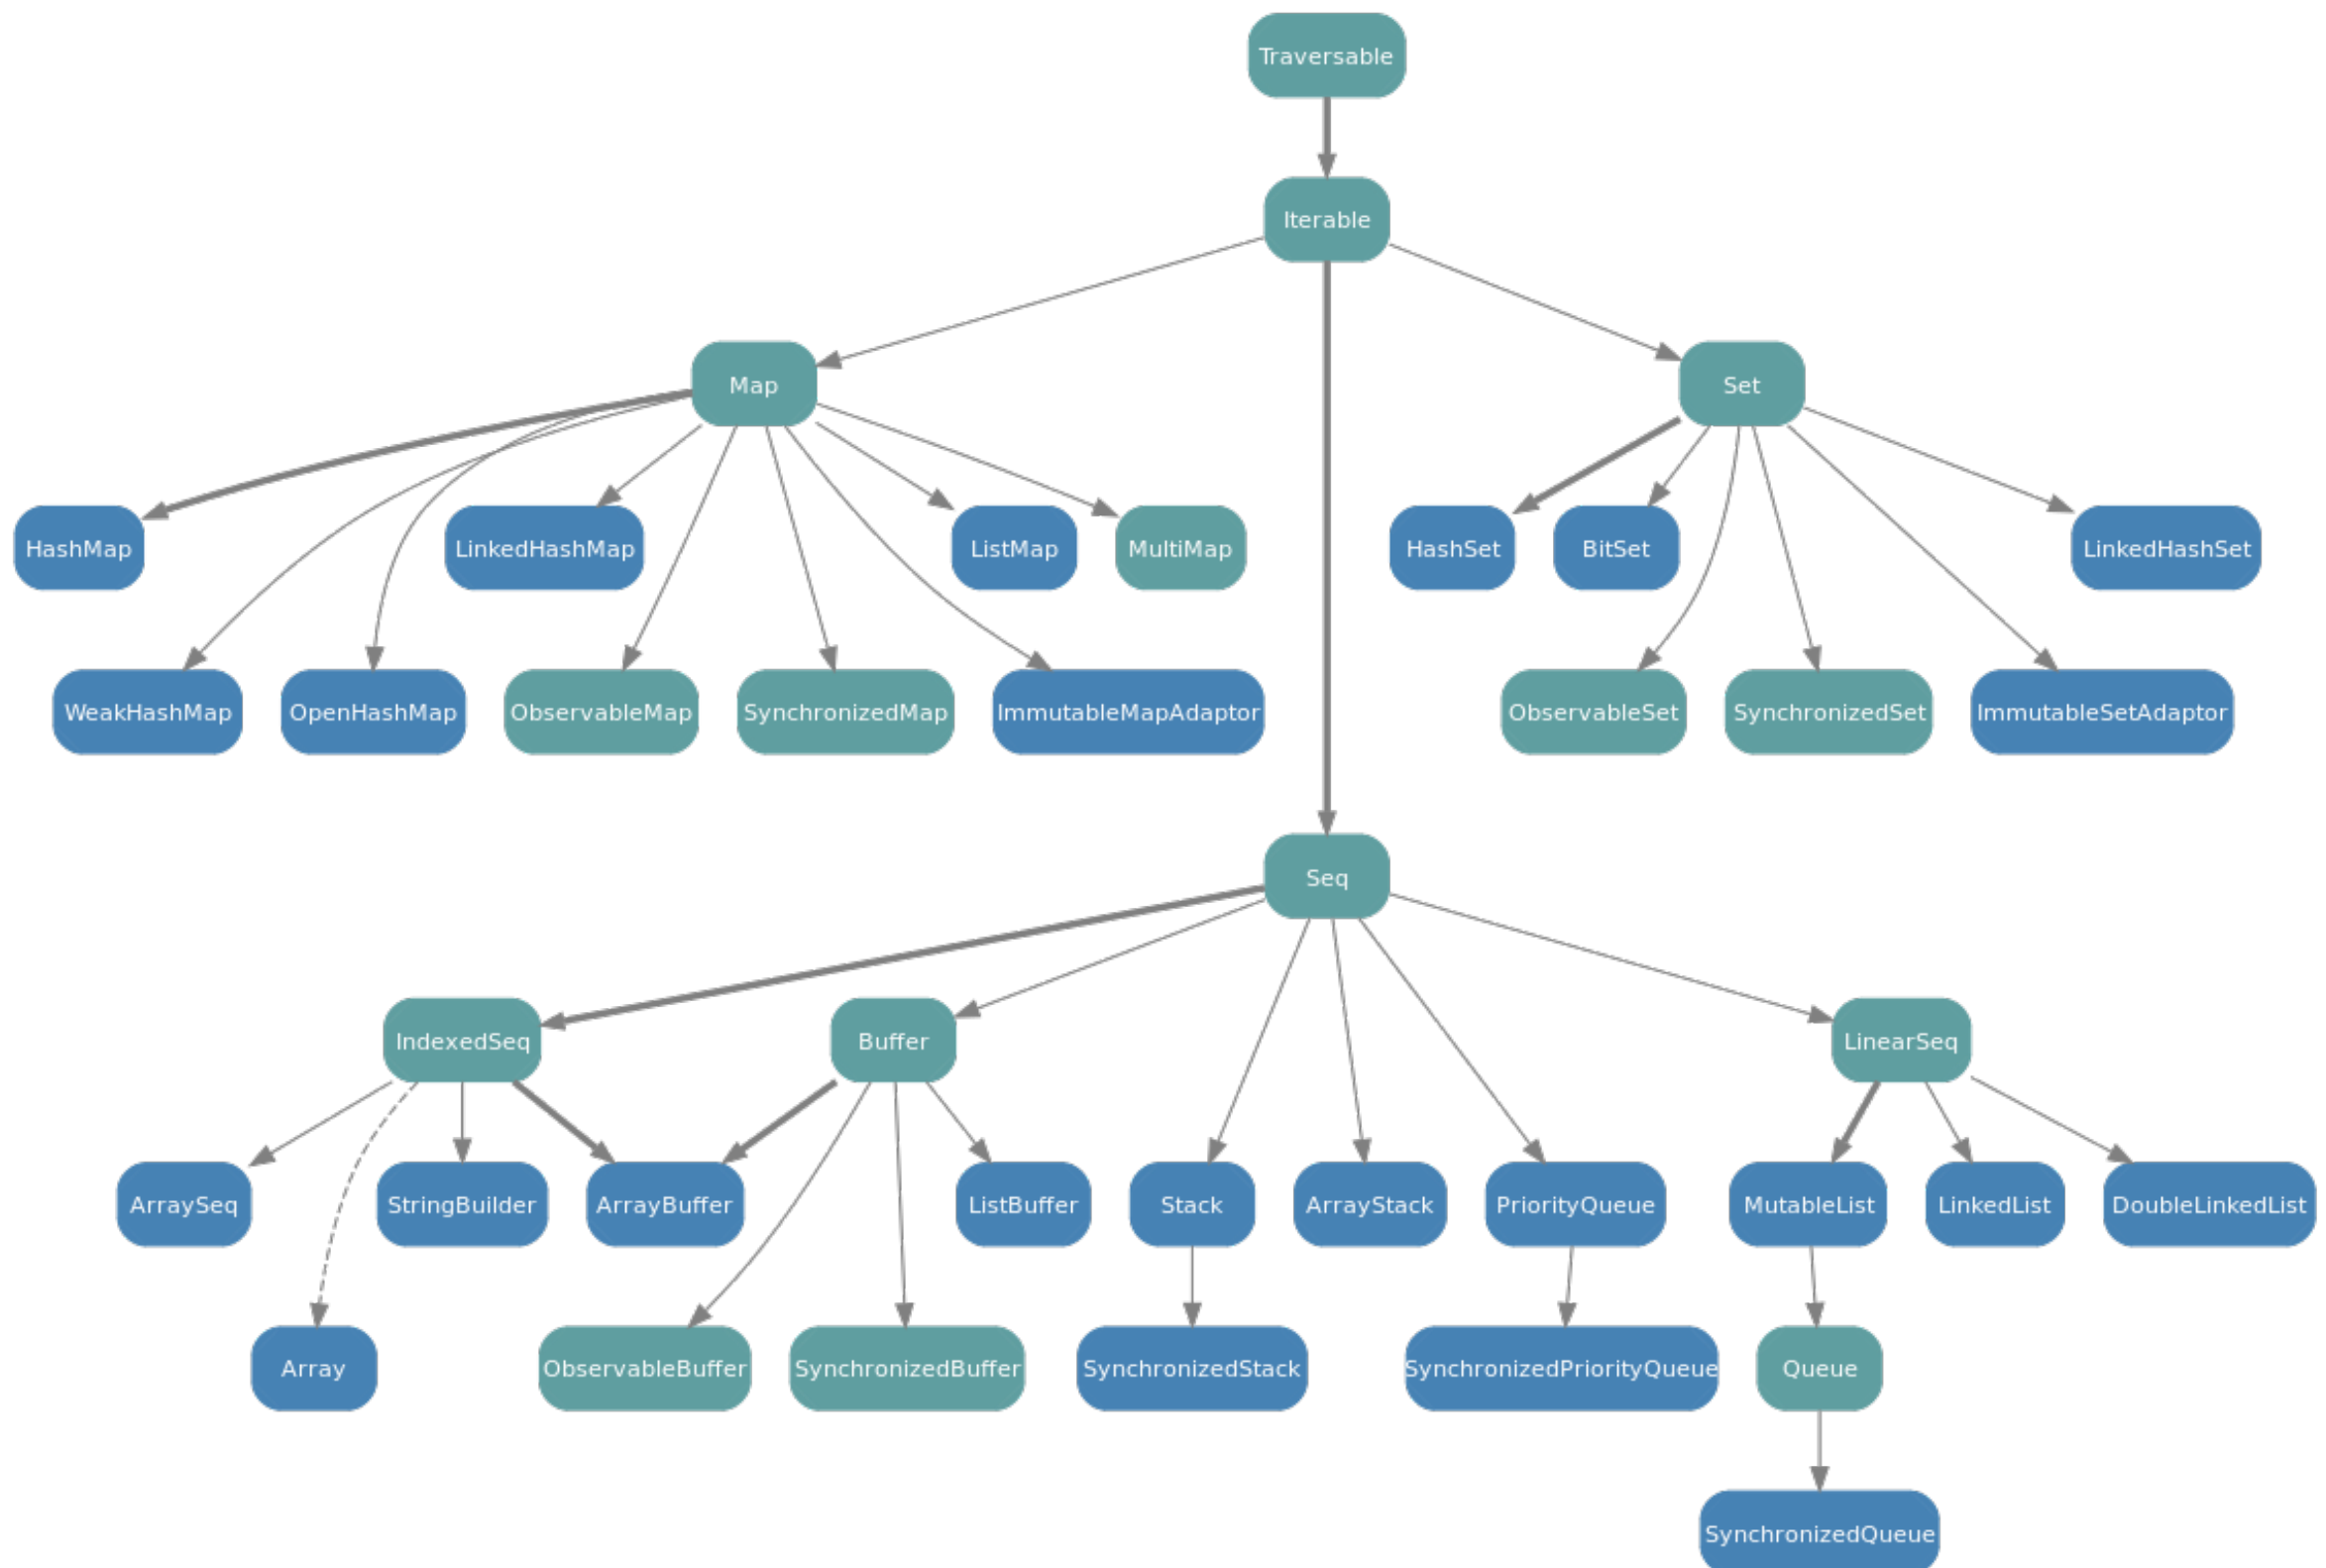 Traversable
Iterable
Map
Set
HashMap
LinkedHashMap
ListMap
MultiMap
HashSet
BitSet
LinkedHashSet
WeakHashMap
OpenHashMap
ObservableMap
SynchronizedMap
ImmutableMapAdaptor
ObservableSet
SynchronizedSet
ImmutableSetAdaptor
Seq
IndexedSeq
Buffer
LinearSeq
ArraySeq
StringBuilder
ArrayBuffer
ListBuffer
Stack
ArrayStack
PriorityQueue
MutableList
LinkedList
DoubleLinkedList
Array
ObservableBuffer
SynchronizedBuffer
SynchronizedStack
SynchronizedPriorityQueue
Queue
SynchronizedQueue